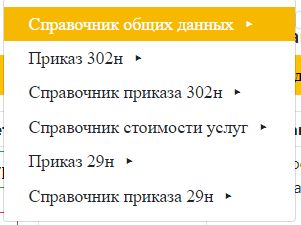 Справочник общих данных
Приказ 302н
Справочник приказа 302н
Справочник стоимости услуг
Приказ 29н
Справочник приказа 29н